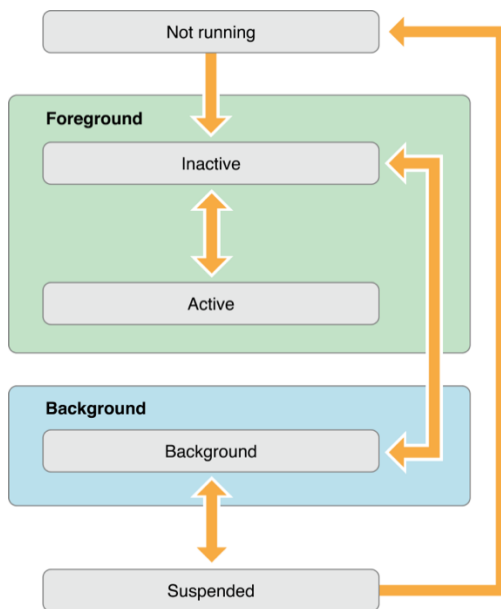 Not running
Foreground
Inactive
Active
Background
Background
Suspended